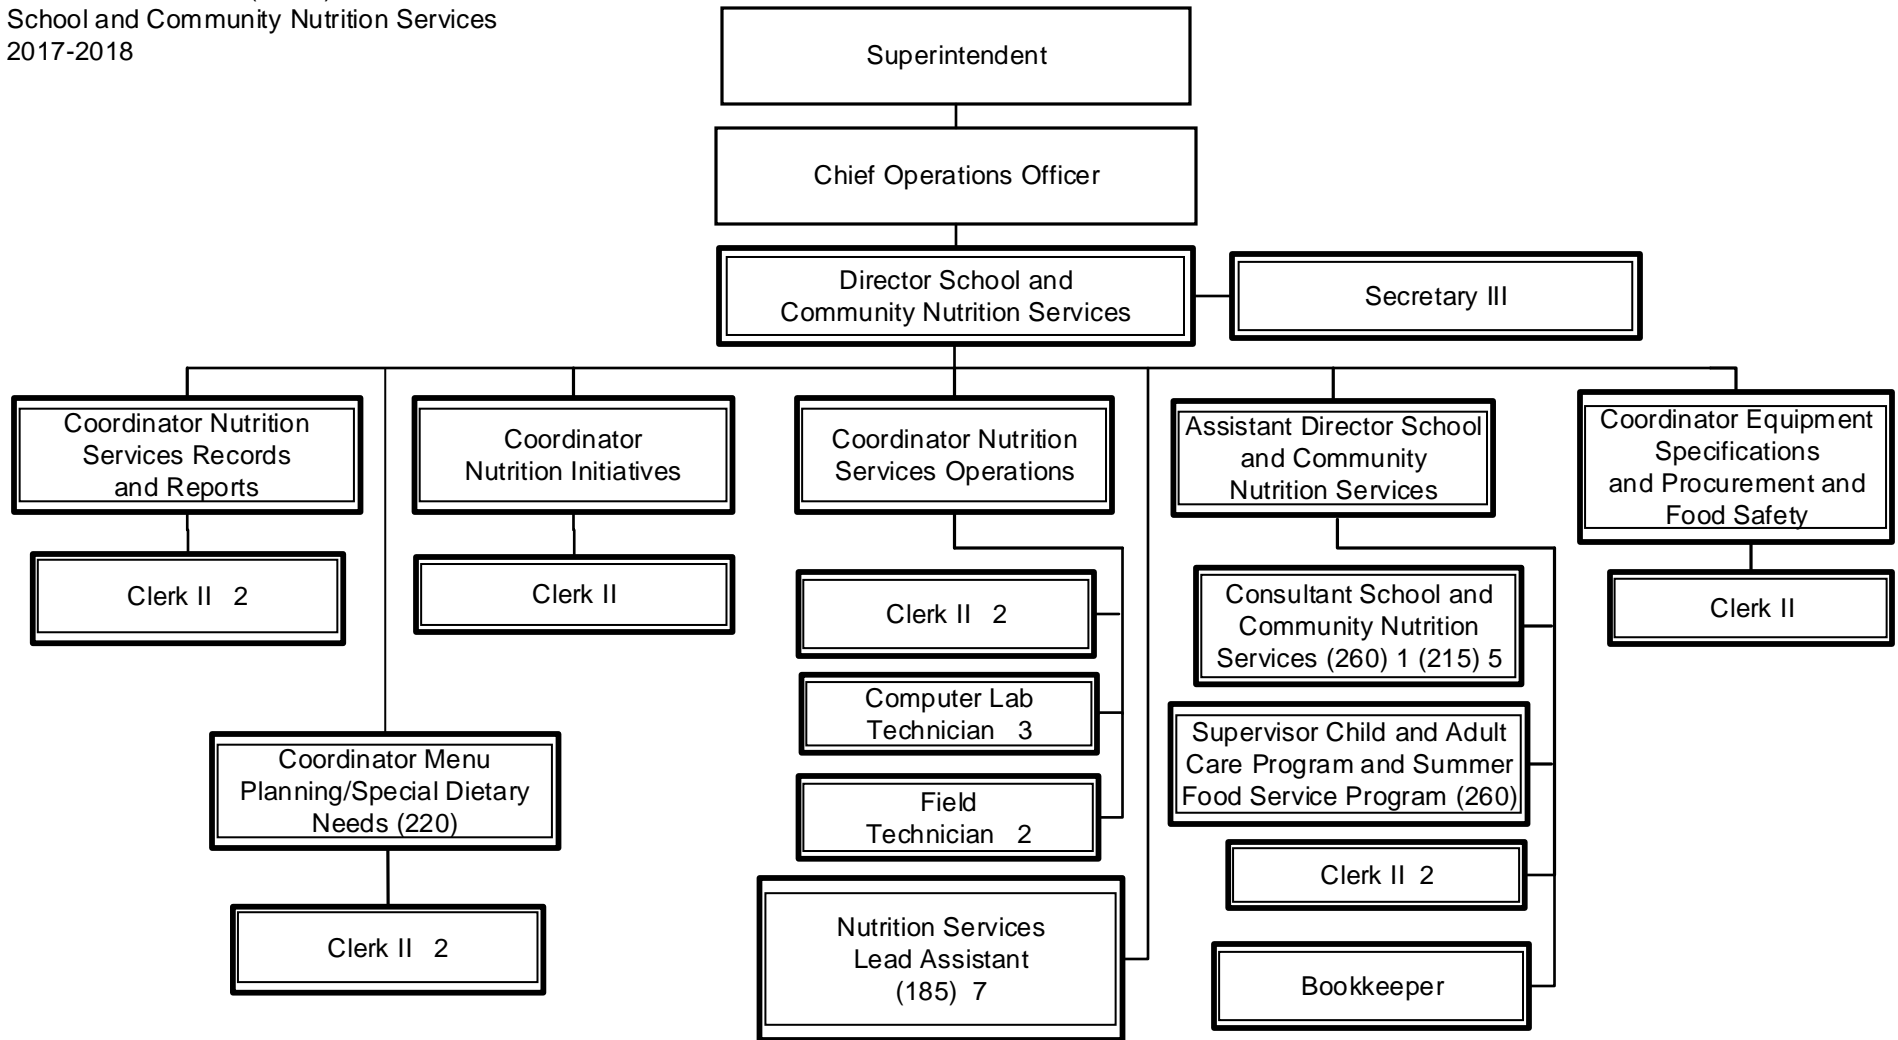 School and Community Nutrition Services
2017-2018
Superintendent
Chief Operations Officer
Director School and
Community Nutrition Services
Secretary III
Coordinator Nutrition
Services Records
and Reports
Coordinator
Nutrition Initiatives
Coordinator Nutrition
Services Operations
Assistant Director School
and Community
Nutrition Services
Coordinator Equipment
Specifications
and Procurement and
Food Safety
Clerk II 2
Clerk II
Clerk II 2
Computer Lab
Technician 3
Field
Technician 2
Consultant School and
Community Nutrition
Services (260) 1 (215) 5
Supervisor Child and Adult
Care Program and Summer
Food Service Program (260)
Clerk II 2
Bookkeeper
Clerk II
Coordinator Menu
Planning/Special Dietary
Needs (220)
Clerk II 2
Nutrition Services
Lead Assistant
(185) 7